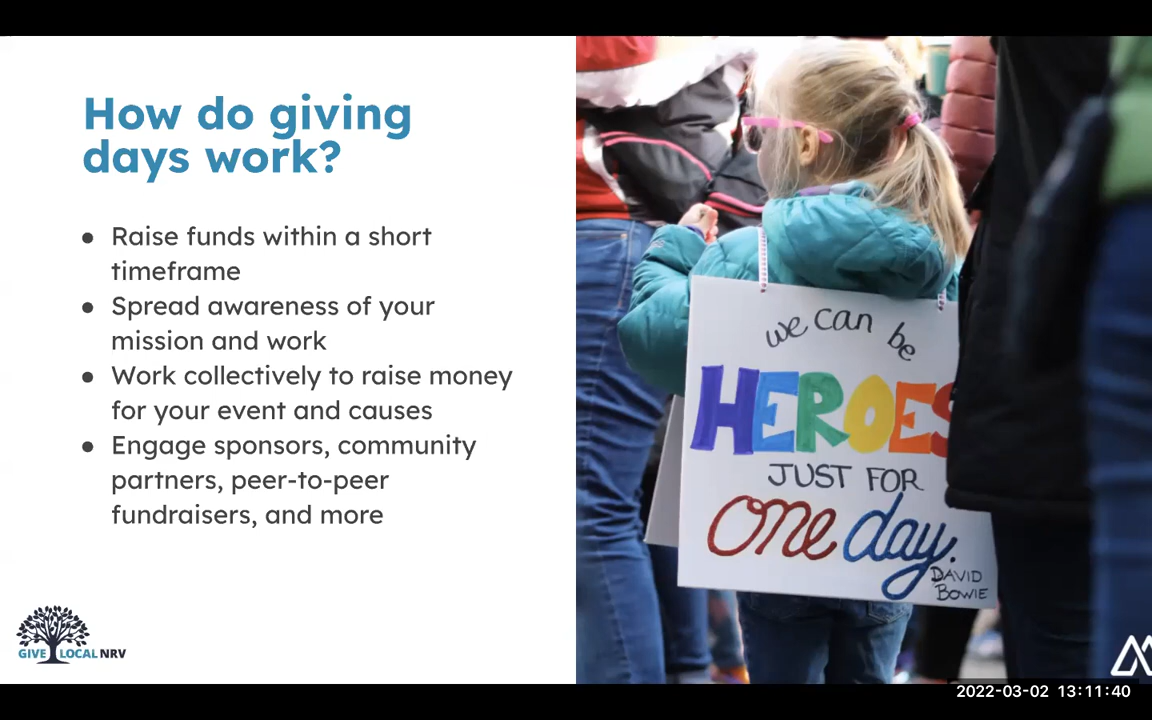 How do giving
days work?
● Raise funds within a short
timeframe
● Spread awareness of your
mission and work
● Work collectively to raise money
for your event and causes
● Engage sponsors, community
partners, peer-to-peer
fundraisers, and more
GIVE LOCAL NRV
we can be
HEROES
JUST FOR
one day.
DAVID
BOWIE
2022-03-02 13:11:40